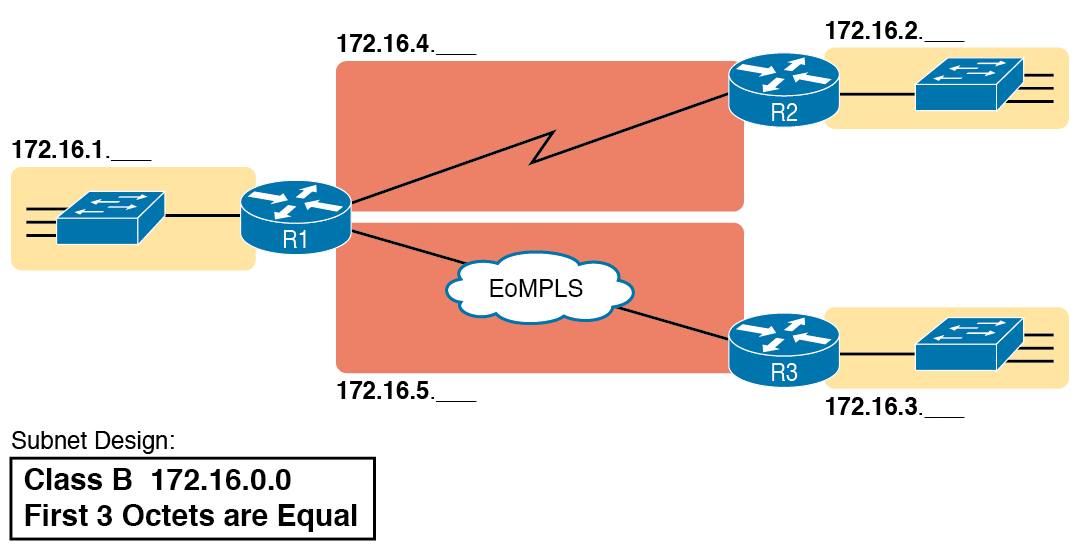 172.16.2.___
172.16.4.___
R2
172.16.1.___
R1
EoMPLS
R3
172.16.5.___
172.16.3.___
Subnet Design:
Class B 172.16.0.0
First 3 Octets are Equal